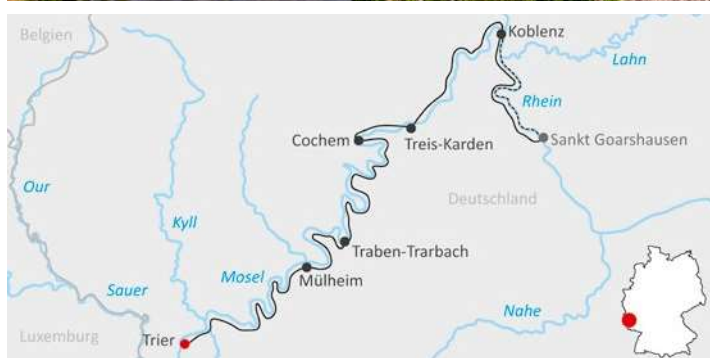 Belgien
Koblenz
Lahn
Rhein
Cochem
Treis-Karden
Sankt Goarshausen
Our
Deutschland
Kyll
Traben-Trarbach
Mosel
Mülheim
Sauer
Nahe
Luxemburg
Trier